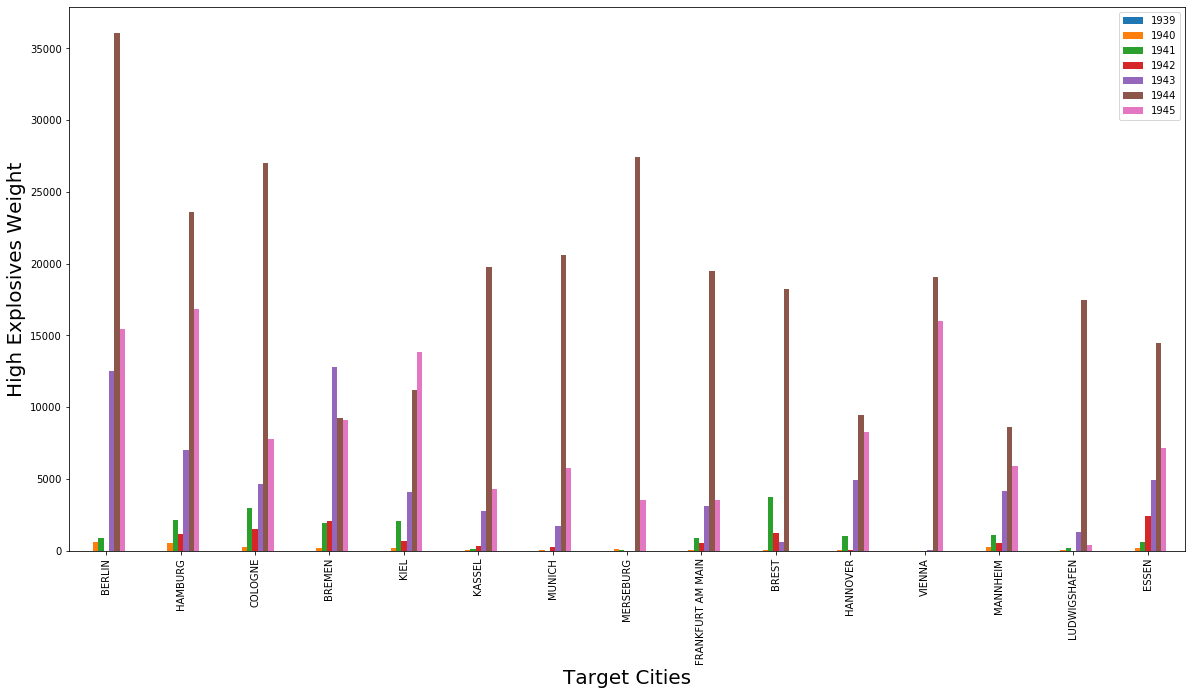 1939
1940
1941
1942
1943
1944
1945
High Explosives Weight
35000
30000
25000
20000
15000
10000
5000
0
BERLIN
HAMBURG
COLOGNE
BREMEN
KIEL
KASSEL
MUNICH
MERSEBURG
FRANKFURT AM MAIN
BREST
HANNOVER
VIENNA
MANNHEIM
LUDWIGSHAFEN
ESSEN
Target Cities